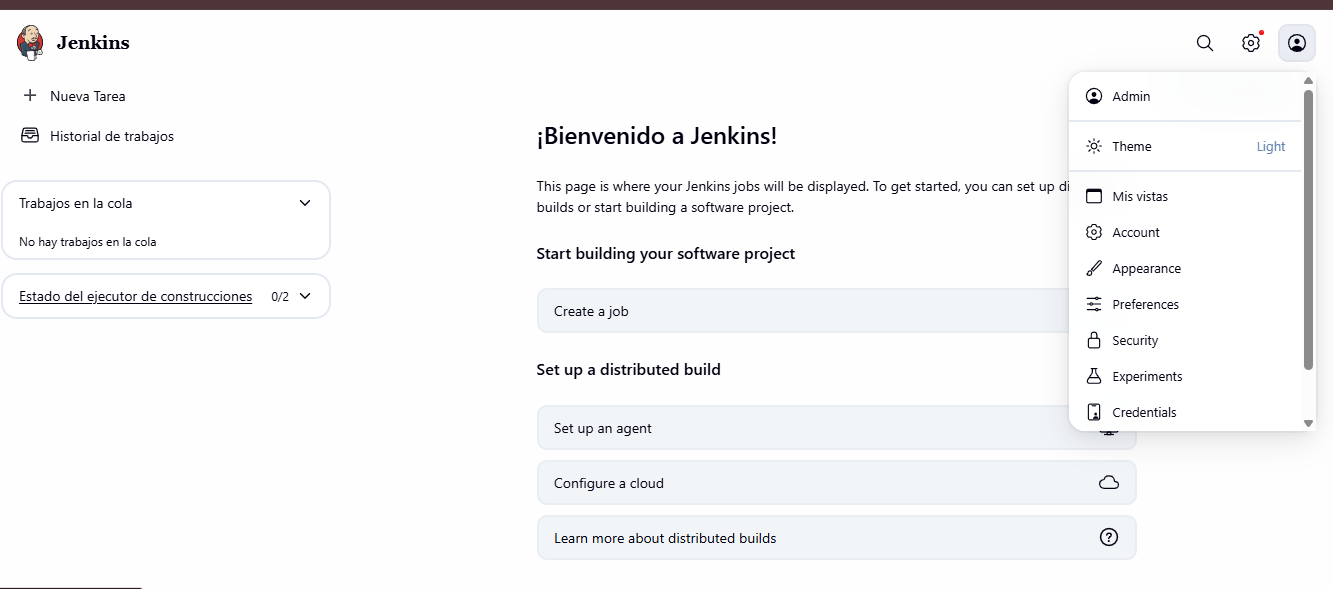 Jenkins
Nueva Tarea
Historial de trabajos
Trabajos en la cola
No hay trabajos en la cola
Estado del ejecutor de construcciones 0/2
¡Bienvenido a Jenkins!
This page is where your Jenkins jobs will be displayed. To get started, you can set up di
builds or start building a software project.
Start building your software project
Create a job
Set up a distributed build
Set up an agent
Configure a cloud
Learn more about distributed builds
Admin
Theme Light
Mis vistas
Account
Appearance
Preferences
Security
Experiments
Credentials